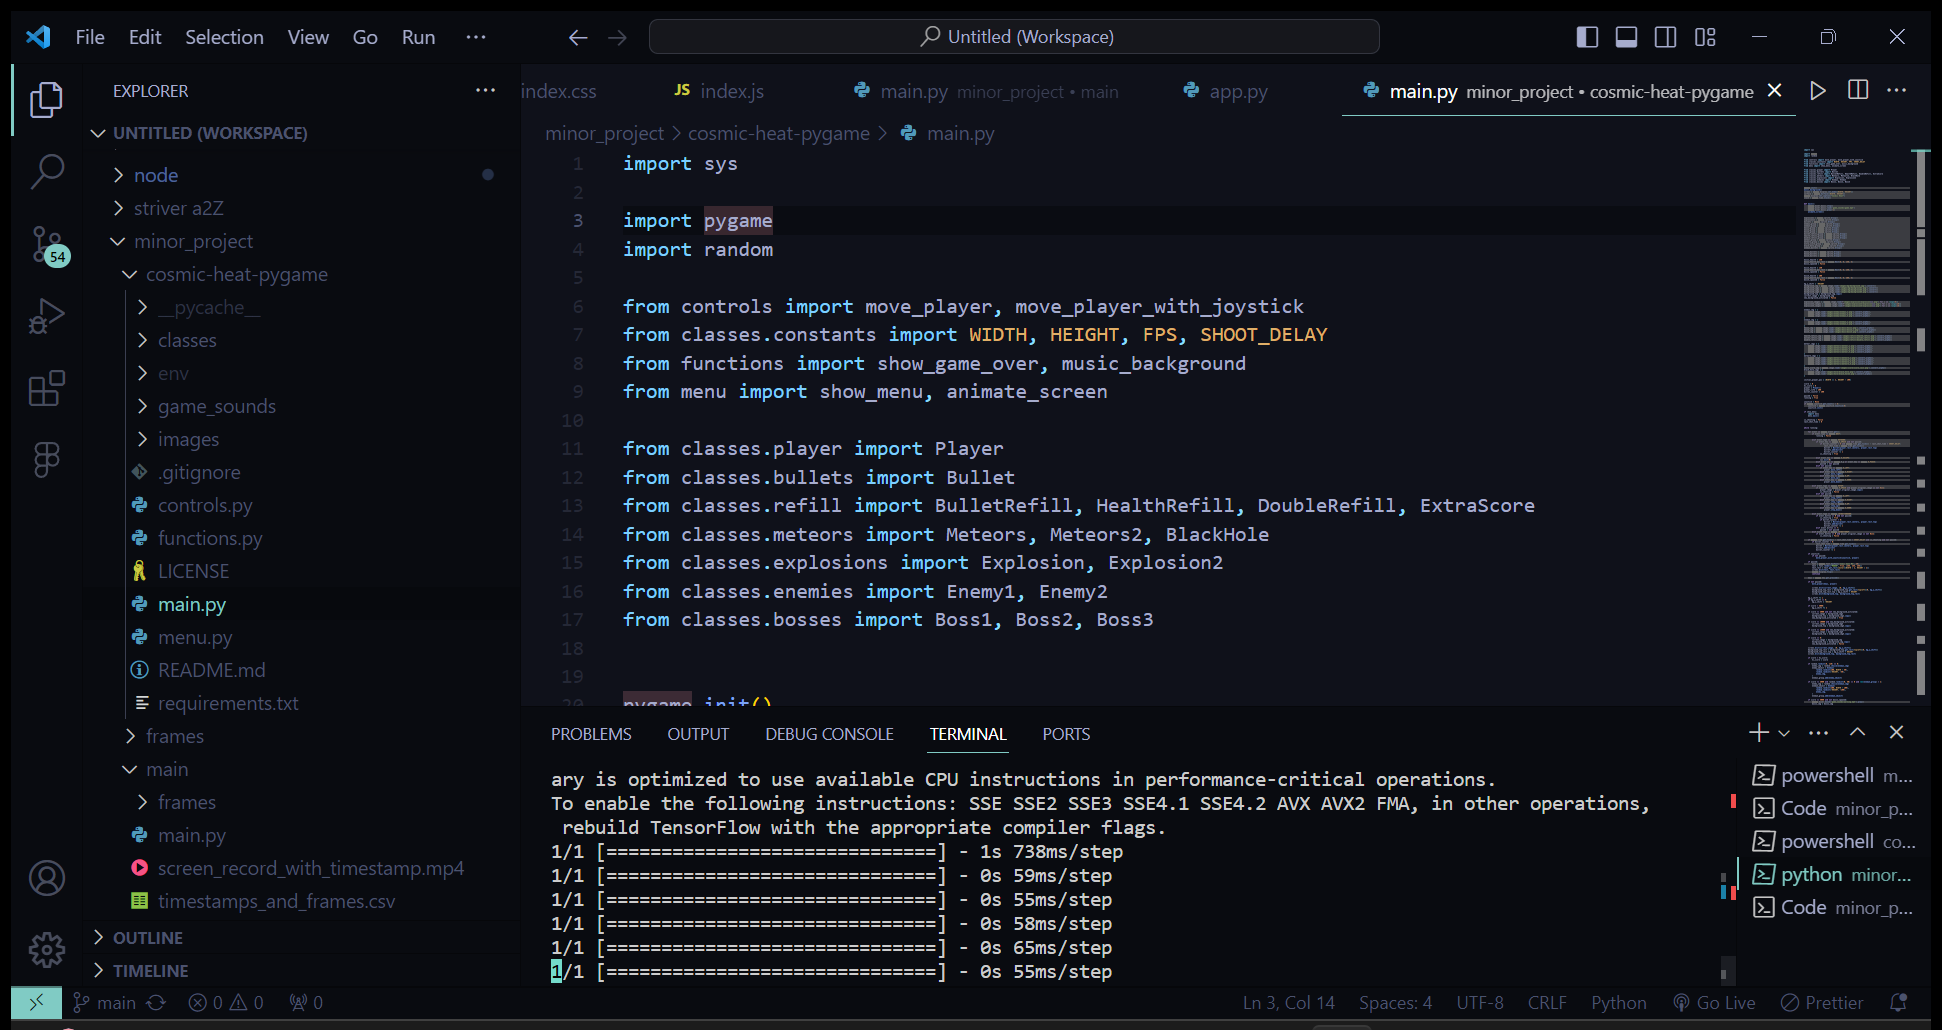 File Edit Selection View Go Run ···
Untitled (Workspace)
EXPLORER
UNTITLED (WORKSPACE)
node
striver a2Z
minor_project
cosmic-heat-pygame
__pycache__
classes
env
game_sounds
images
.gitignore
controls.py
functions.py
LICENSE
main.py
menu.py
README.md
requirements.txt
frames
main
frames
main.py
screen_record_with_timestamp.mp4
timestamps_and_frames.csv
OUTLINE
TIMELINE
54
index.css JS index.js main.py minor_project • main app.py main.py minor_project • cosmic-heat-pygame
minor_project > cosmic-heat-pygame > main.py
1 import sys
2
3 import pygame
4 import random
5
6 from controls import move_player, move_player_with_joystick
7 from classes.constants import WIDTH, HEIGHT, FPS, SHOOT_DELAY
8 from functions import show_game_over, music_background
9 from menu import show_menu, animate_screen
10
11 from classes.player import Player
12 from classes.bullets import Bullet
13 from classes.refill import BulletRefill, HealthRefill, DoubleRefill, ExtraScore
14 from classes.meteors import Meteors, Meteors2, BlackHole
15 from classes.explosions import Explosion, Explosion2
16 from classes.enemies import Enemy1, Enemy2
17 from classes.bosses import Boss1, Boss2, Boss3
18
19
20 pygame.init()
PROBLEMS OUTPUT DEBUG CONSOLE TERMINAL PORTS
ary is optimized to use available CPU instructions in performance-critical operations.
To enable the following instructions: SSE SSE2 SSE3 SSE4.1 SSE4.2 AVX AVX2 FMA, in other operations,
rebuild TensorFlow with the appropriate compiler flags.
1/1 [==============================] - 1s 738ms/step
1/1 [==============================] - 0s 59ms/step
1/1 [==============================] - 0s 55ms/step
1/1 [==============================] - 0s 58ms/step
1/1 [==============================] - 0s 65ms/step
1/1 [==============================] - 0s 55ms/step
powershell m...
Code minor_p...
powershell co...
python minor...
Code minor_p...
main 0 0 0 Ln 3, Col 14 Spaces: 4 UTF-8 CRLF Python Go Live Prettier